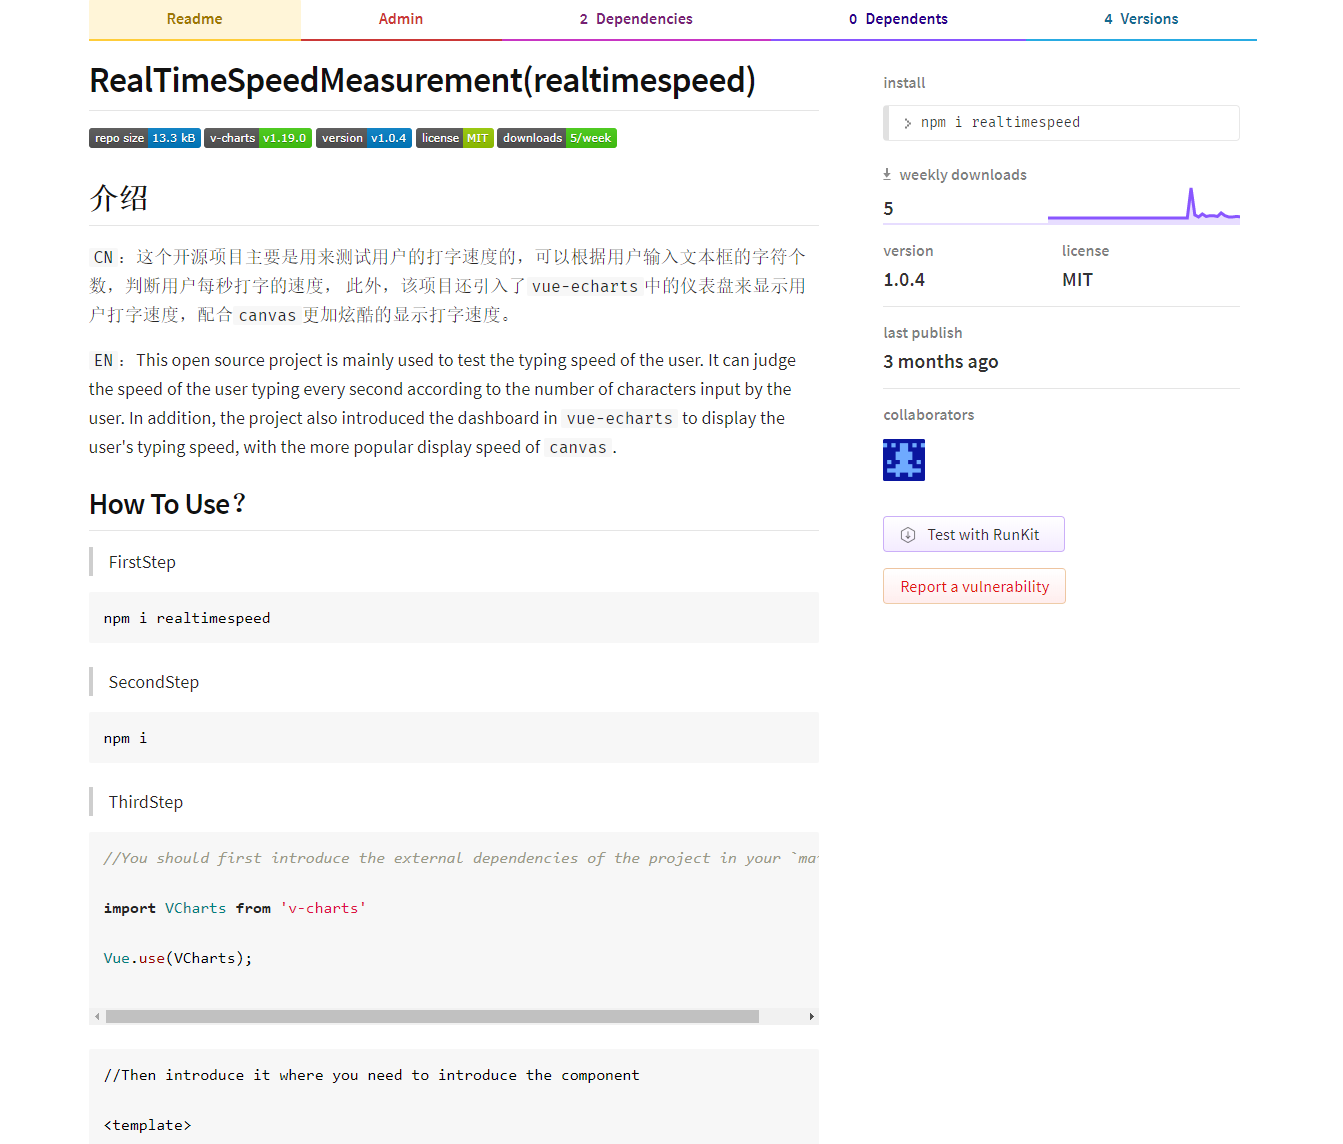 Readme
Admin
2 Dependencies
0 Dependents
4 Versions
RealTimeSpeedMeasurement(realtimespeed)
repo size 13.3 kB v-charts v1.19.0 version v1.0.4 license MIT downloads 5/week
介绍
CN：这个开源项目主要是用来测试用户的打字速度的，可以根据用户输入文本框的字符个
数，判断用户每秒打字的速度， 此外，该项目还引入了 vue-echarts 中的仪表盘来显示用
户打字速度，配合 canvas 更加炫酷的显示打字速度。
EN：This open source project is mainly used to test the typing speed of the user. It can judge
the speed of the user typing every second according to the number of characters input by the
user. In addition, the project also introduced the dashboard in vue-echarts to display the
user's typing speed, with the more popular display speed of canvas.
How To Use？
FirstStep
npm i realtimespeed
SecondStep
npm i
ThirdStep
//You should first introduce the external dependencies of the project in your
import VCharts from 'v-charts'
Vue.use(VCharts);
//Then introduce it where you need to introduce the component
<template>
install
> npm i realtimespeed
weekly downloads
5
version
1.0.4
license
MIT
last publish
3 months ago
collaborators
Test with RunKit
Report a vulnerability